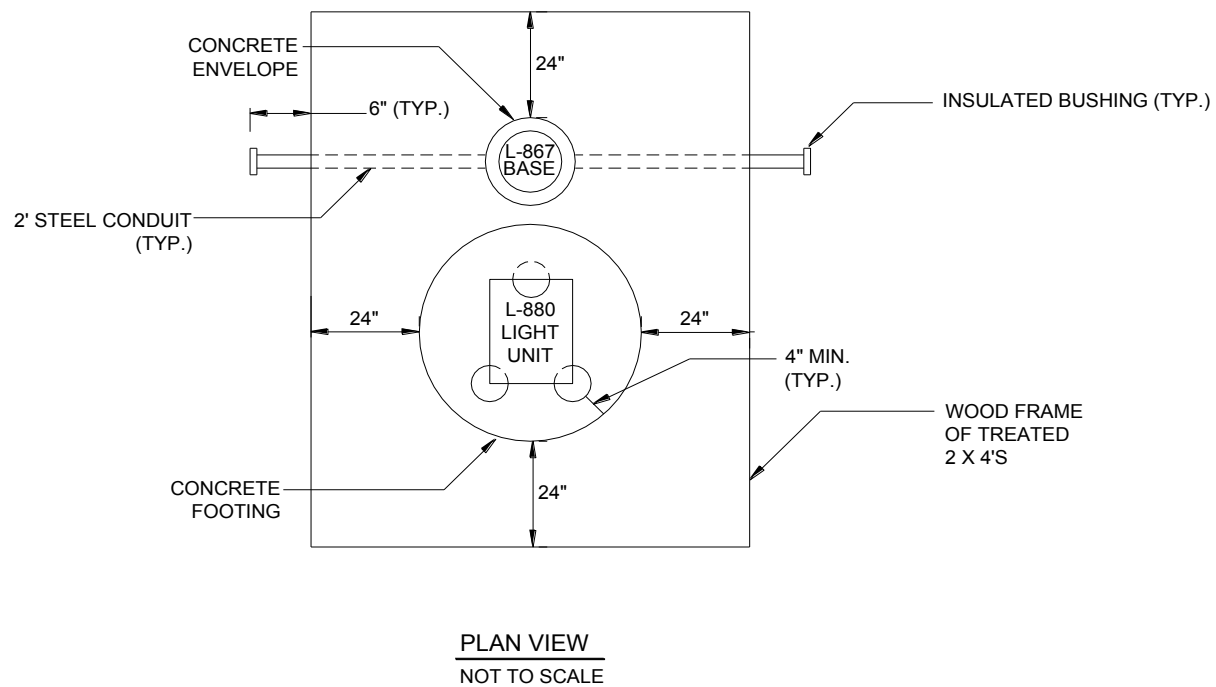 CONCRETE
ENVELOPE
24"
6" (TYP.)
INSULATED BUSHING (TYP.)
L-867
BASE
2' STEEL CONDUIT
(TYP.)
24"
L-880
LIGHT
UNIT
24"
4" MIN.
(TYP.)
WOOD FRAME
OF TREATED
2 X 4'S
CONCRETE
FOOTING
24"
PLAN VIEW
NOT TO SCALE